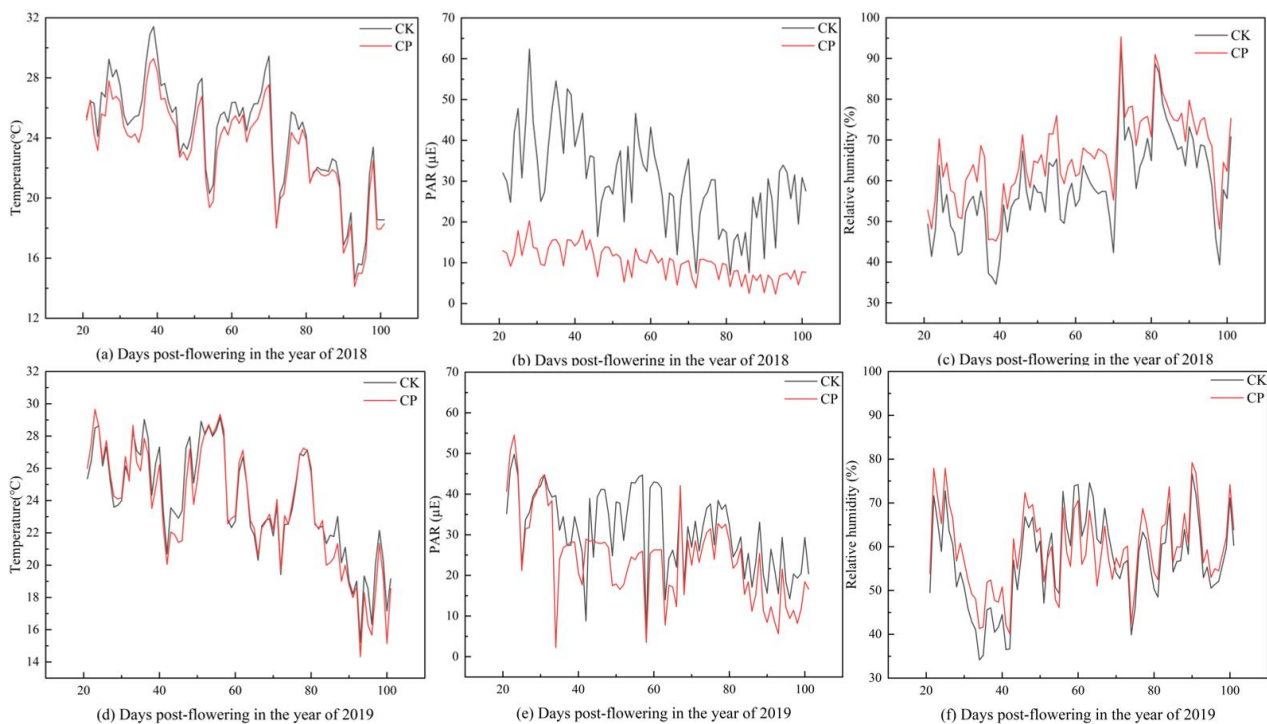 32
28
24
20
16
12
Temperature(°C)
CK
CP
20 40 60 80 100
(a) Days post-flowering in the year of 2018
70
60
50
40
30
20
10
0
PAR (µE)
CK
CP
20 40 60 80 100
(b) Days post-flowering in the year of 2018
100
90
80
70
60
50
40
30
Relative humidity (%)
CK
CP
20 40 60 80 100
(c) Days post-flowering in the year of 2018
32
30
28
26
24
22
20
18
16
14
Temperature(°C)
CK
CP
20 40 60 80 100
(d) Days post-flowering in the year of 2019
70
60
50
40
30
20
10
0
PAR (µE)
CK
CP
20 40 60 80 100
(e) Days post-flowering in the year of 2019
100
90
80
70
60
50
40
30
Relative humidity (%)
CK
CP
20 40 60 80 100
(f) Days post-flowering in the year of 2019